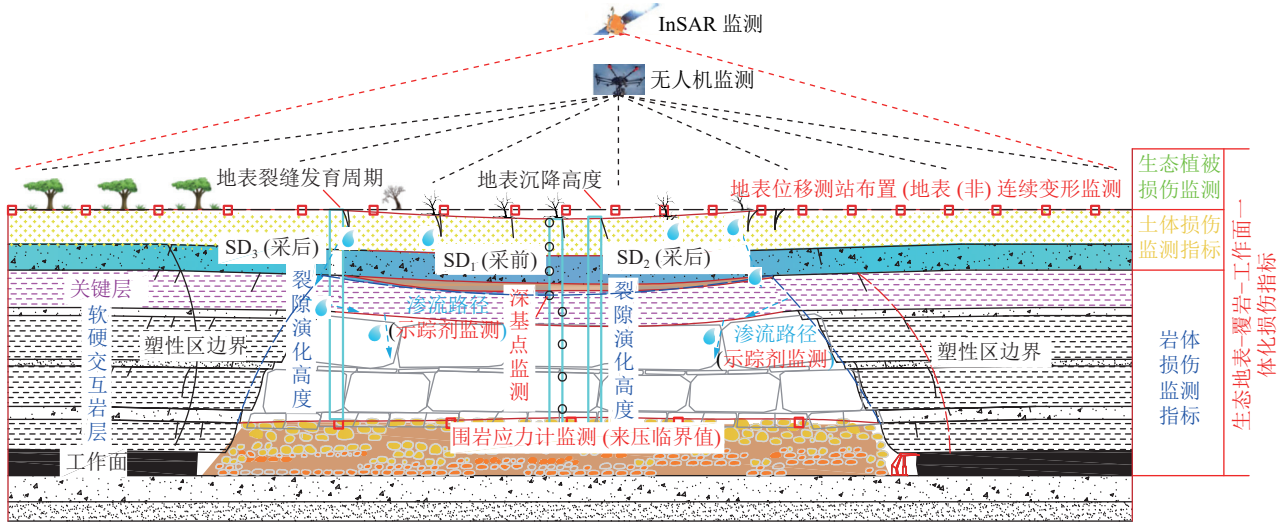 InSAR 监测
无人机监测
地表裂缝发育周期
地表沉降高度
地表位移测站布置 (地表 (非) 连续变形监测)
生态植被
损伤监测
土体损伤
监测指标
岩体
损伤
监测
指标
生态地表–覆岩–工作面一
体化损伤指标
SD₃ (采后)
SD₁ (采前)
SD₂ (采后)
关键层
软硬交互岩层
塑性区边界
裂隙演化高度
渗流路径
(示踪剂监测)
深基点监测
裂隙演化高度
渗流路径
(示踪剂监测)
塑性区边界
围岩应力计监测 (来压临界值)
工作面